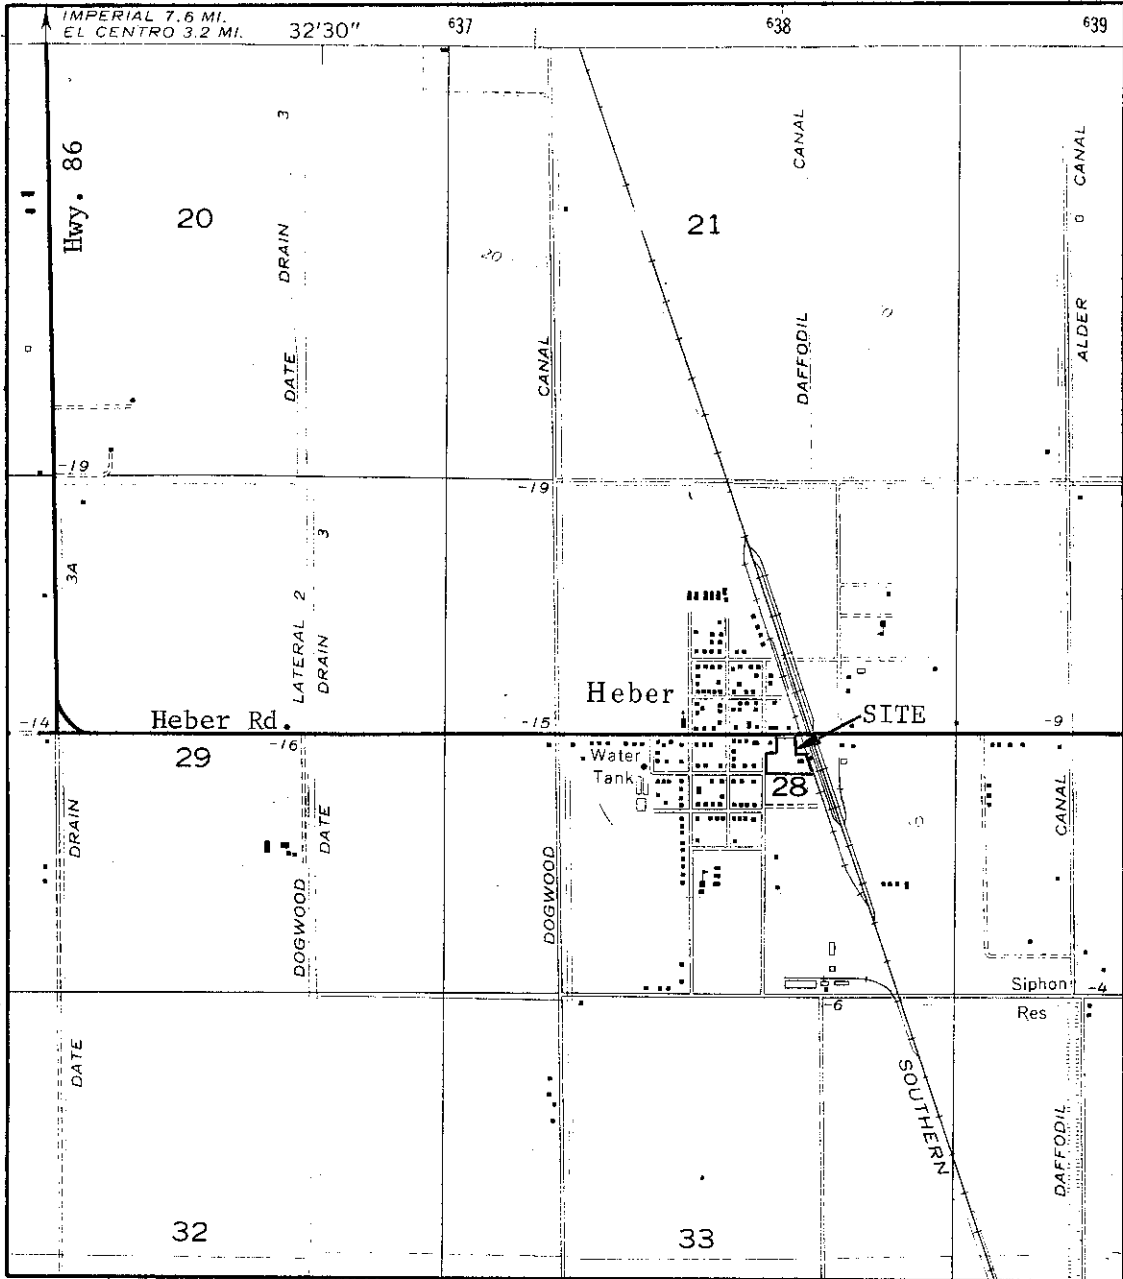 IMPERIAL 7.6 MI.
EL CENTRO 3.2 MI.
32'30"
637
638
639
Hwy. 86
20
DATE DRAIN 3
20
CANAL
21
DAFFODIL CANAL
0
ALDER CANAL
-19
-19
3A
LATERAL 2
DRAIN 3
Heber
SITE
-14
Heber Rd.
-16
-15
-9
29
Water
Tank
28
DRAIN
DATE
DOGWOOD
DOGWOOD
CANAL
Siphon
-4
-6
Res
DATE
SOUTHERN
DAFFODIL
32
33